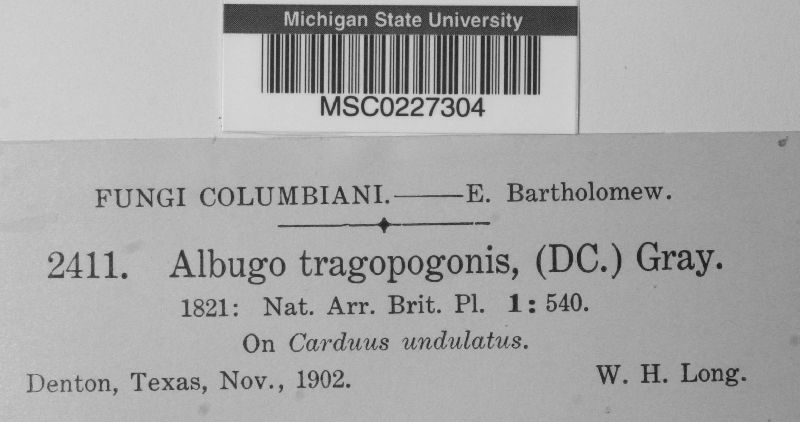 Michigan State University
MSC0227304
FUNGI COLUMBIANI.——E. Bartholomew.
2411. Albugo tragopogonis, (DC.) Gray.
1821: Nat. Arr. Brit. Pl. 1: 540.
On Carduus undulatus.
Denton, Texas, Nov., 1902. W. H. Long.